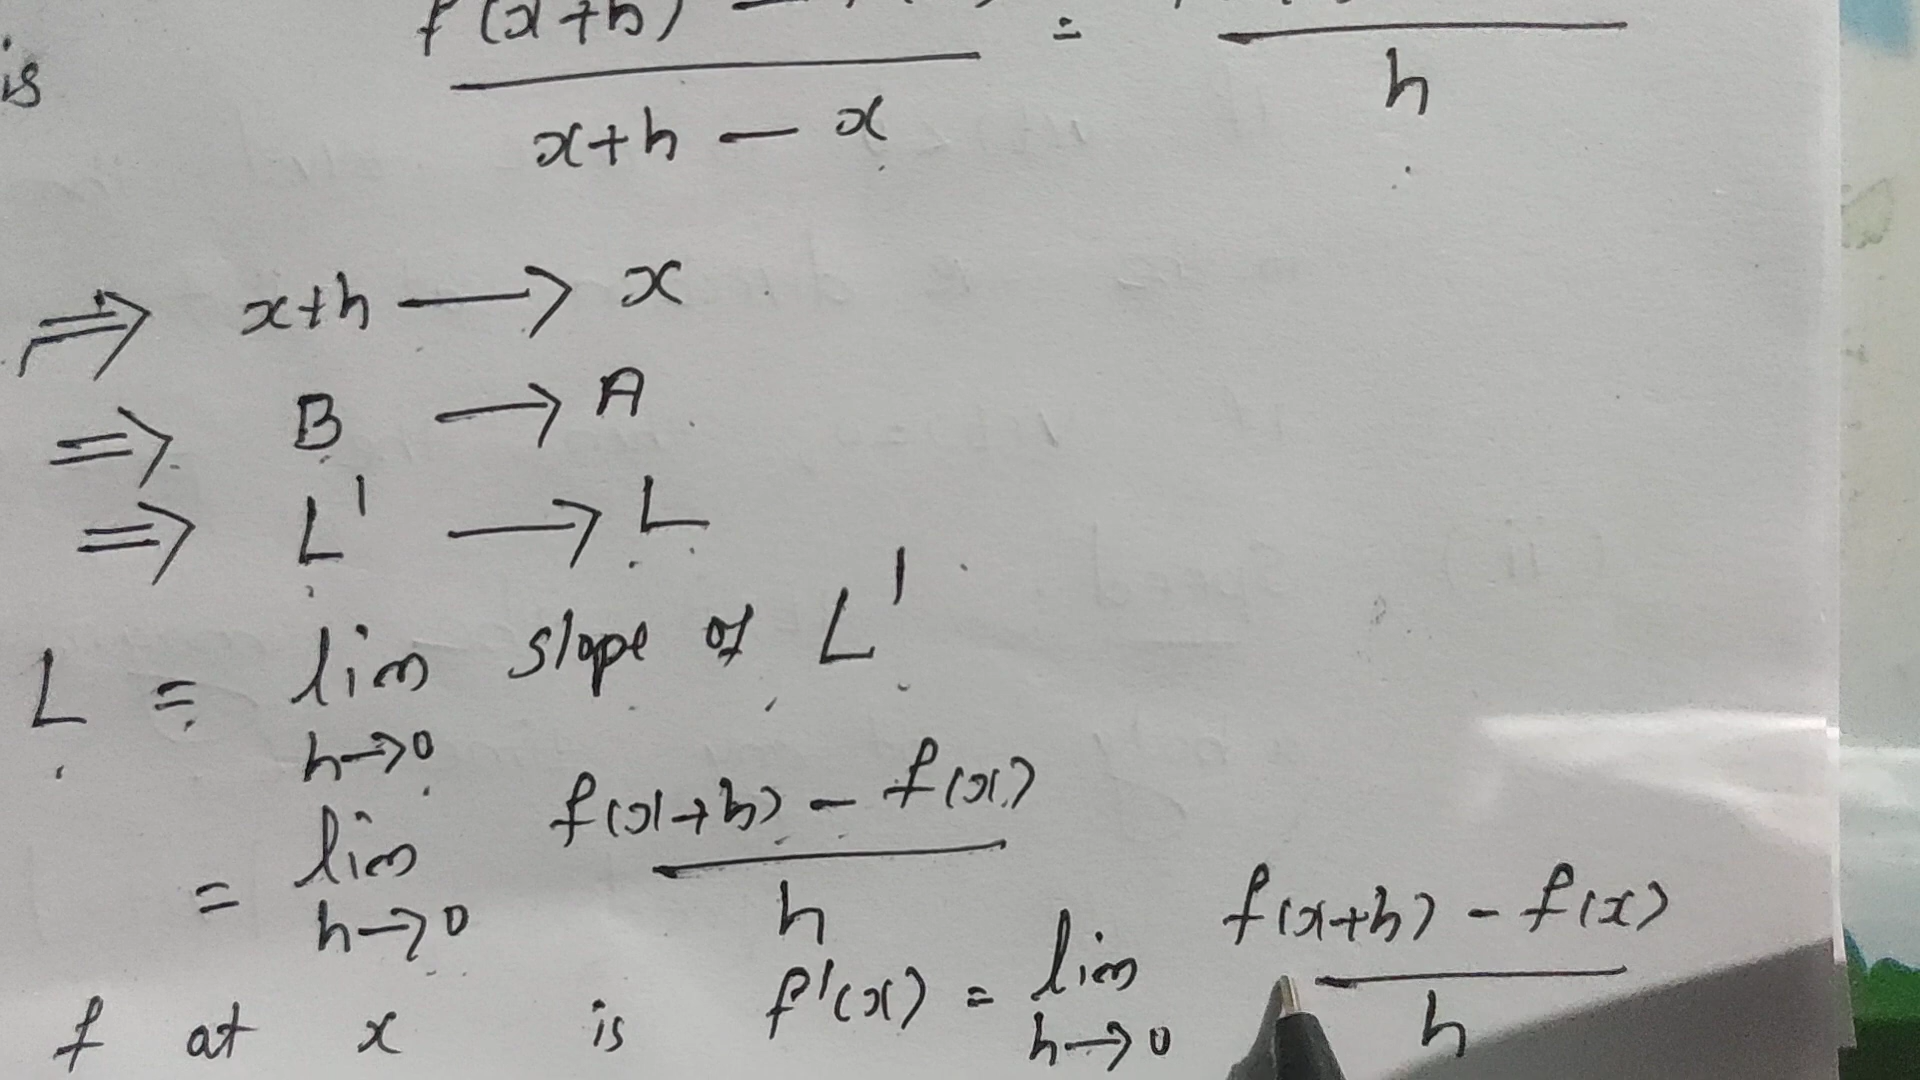 is f(x+h) − = 
x+h − x h
⇒ x+h → x
⇒ B → A
⇒ L' → L
L = lim slope of L'
h→0
= lim f(x+h) − f(x)
h→0 h
f at x is f'(x) = lim f(x+h) − f(x)
h→0 h